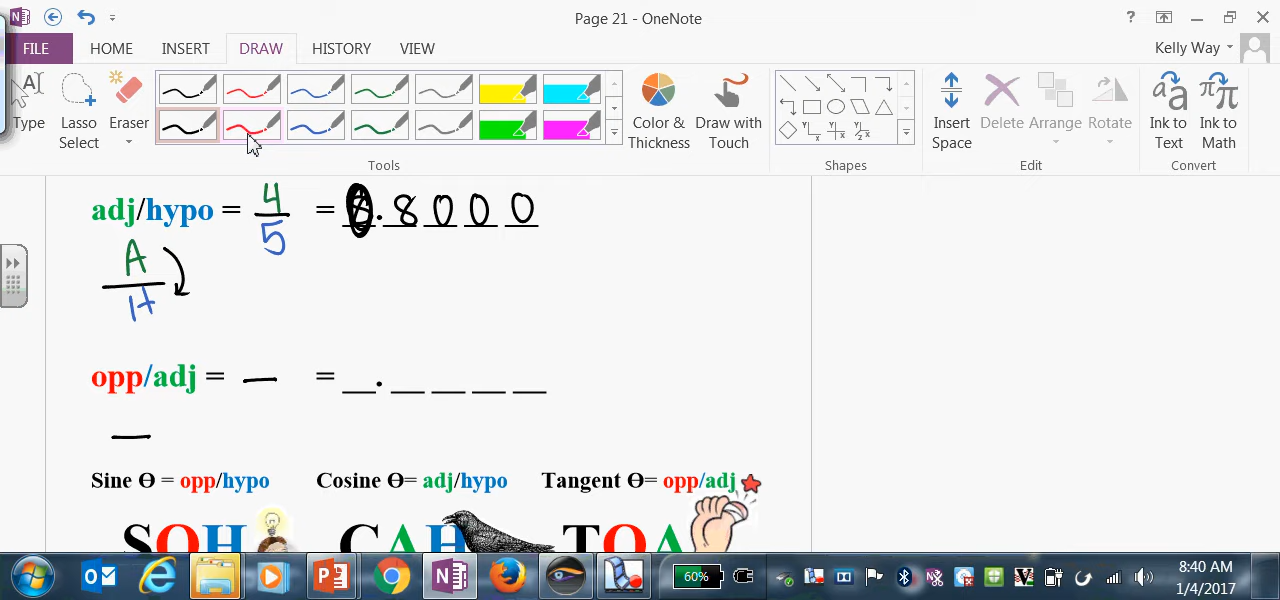 Page 21 - OneNote
?
FILE HOME INSERT DRAW HISTORY VIEW
Kelly Way
Type
Lasso Select
Eraser
Color & Thickness
Draw with Touch
Insert Space
Delete
Arrange
Rotate
Ink to Text
Ink to Math
Tools
Shapes
Edit
Convert
adj/hypo = 4/5 = 0.8000
A/H
opp/adj = — = __.__ __ __ __
Sine Ɵ = opp/hypo Cosine Ɵ= adj/hypo Tangent Ɵ= opp/adj
SOH CAH TOA
60%
8:40 AM
1/4/2017